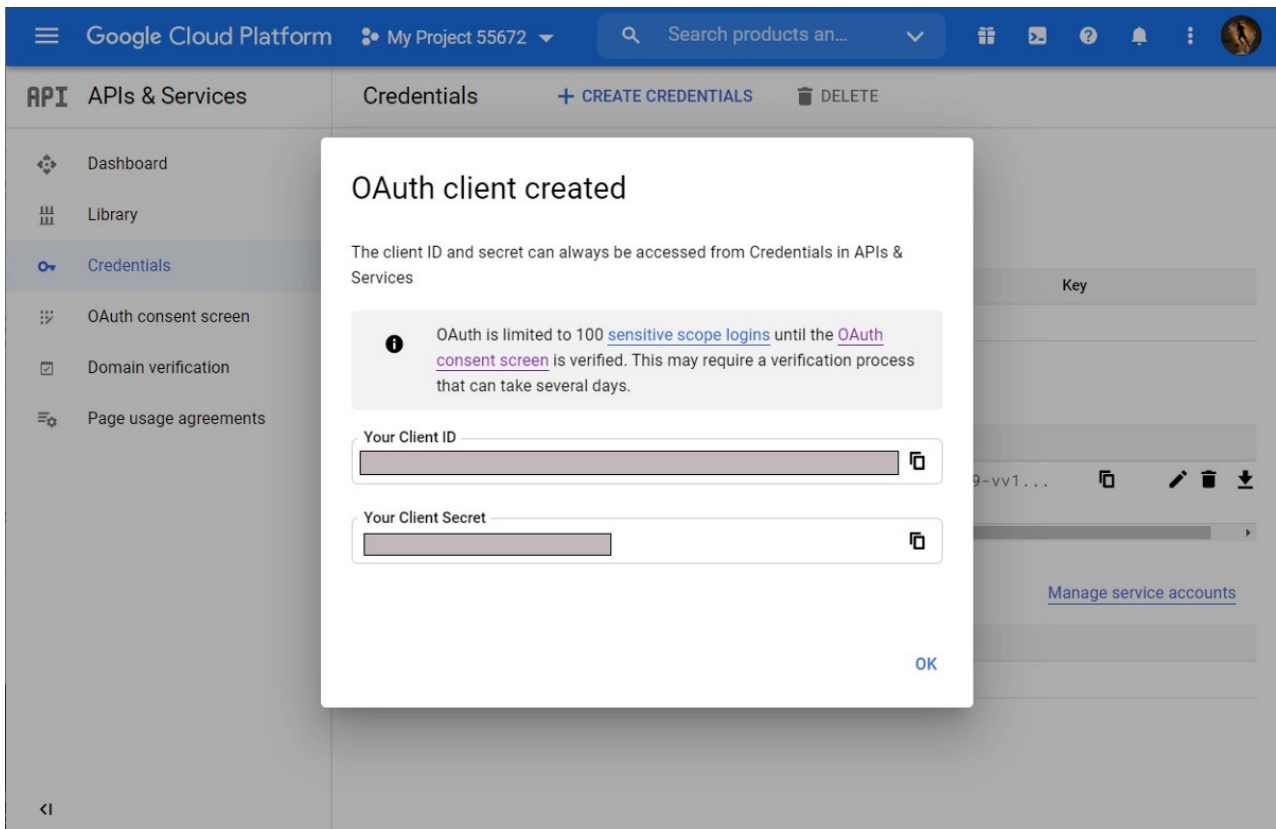 Google Cloud Platform
My Project 55672
Search products an...
API APIs & Services
Credentials
+ CREATE CREDENTIALS
DELETE
Dashboard
Library
Credentials
OAuth consent screen
Domain verification
Page usage agreements
OAuth client created
The client ID and secret can always be accessed from Credentials in APIs &
Services
OAuth is limited to 100 sensitive scope logins until the OAuth
consent screen is verified. This may require a verification process
that can take several days.
Your Client ID
Your Client Secret
OK
Key
9-vv1...
Manage service accounts